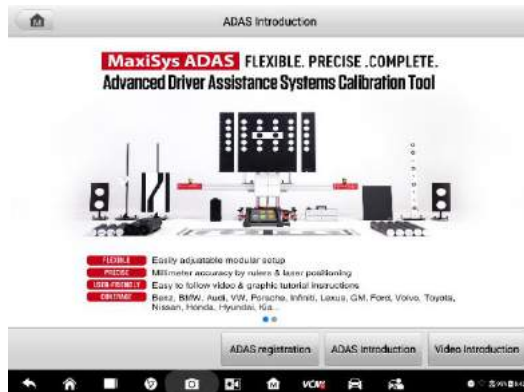 ADAS Introduction
MaxiSys ADAS FLEXIBLE. PRECISE .COMPLETE.
Advanced Driver Assistance Systems Calibration Tool
FLEXIBLE Easily adjustable modular setup
PRECISE Millimeter accuracy by rulers & laser positioning
USER-FRIENDLY Easy to follow video & graphic tutorial instructions
Benz, BMW, Audi, VW, Porsche, Infiniti, Lexus, GM, Ford, Volvo, Toyota,
Nissan, Honda, Hyundai, Kia...
ADAS registration ADAS Introduction Video Introduction
VCMI